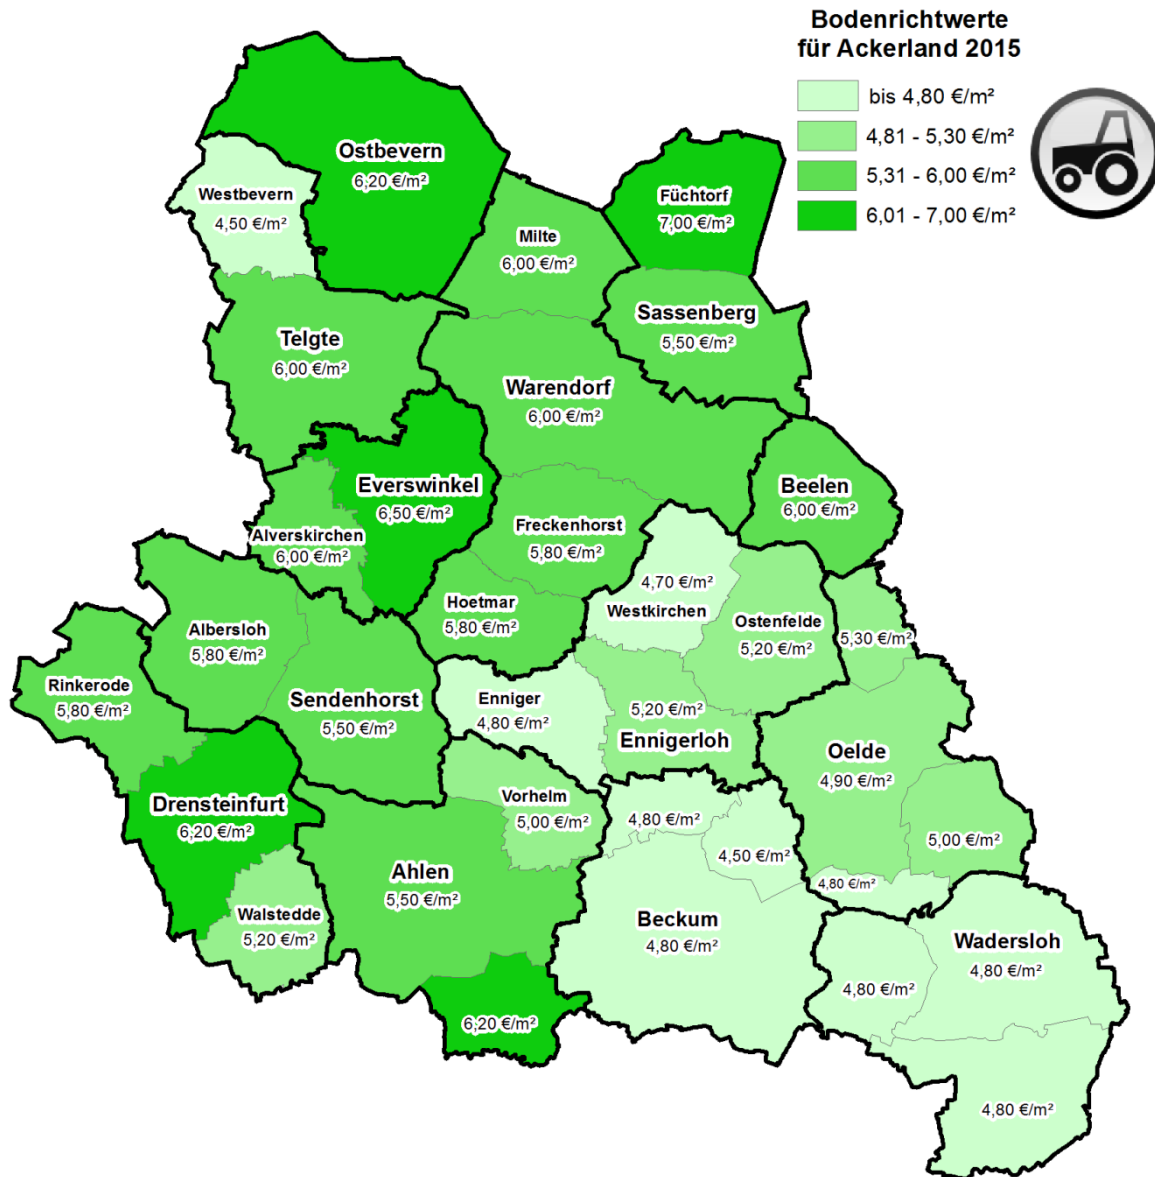 Bodenrichtwerte
für Ackerland 2015
bis 4,80 €/m²
4,81 - 5,30 €/m²
5,31 - 6,00 €/m²
6,01 - 7,00 €/m²
Ostbevern
6,20 €/m²
Westbevern
4,50 €/m²
Füchtorf
7,00 €/m²
Milte
6,00 €/m²
Sassenberg
5,50 €/m²
Telgte
6,00 €/m²
Warendorf
6,00 €/m²
Everswinkel
6,50 €/m²
Beelen
6,00 €/m²
Alverskirchen
6,00 €/m²
Freckenhorst
5,80 €/m²
4,70 €/m²
Westkirchen
Hoetmar
5,80 €/m²
Ostenfelde
5,20 €/m²
5,30 €/m²
Albersloh
5,80 €/m²
Rinkerode
5,80 €/m²
Sendenhorst
5,50 €/m²
Enniger
4,80 €/m²
5,20 €/m²
Ennigerloh
Oelde
4,90 €/m²
Drensteinfurt
6,20 €/m²
Vorhelm
5,00 €/m²
4,80 €/m²
4,50 €/m²
5,00 €/m²
Ahlen
5,50 €/m²
4,80 €/m²
Walstedde
5,20 €/m²
Beckum
4,80 €/m²
Wadersloh
4,80 €/m²
4,80 €/m²
6,20 €/m²
4,80 €/m²